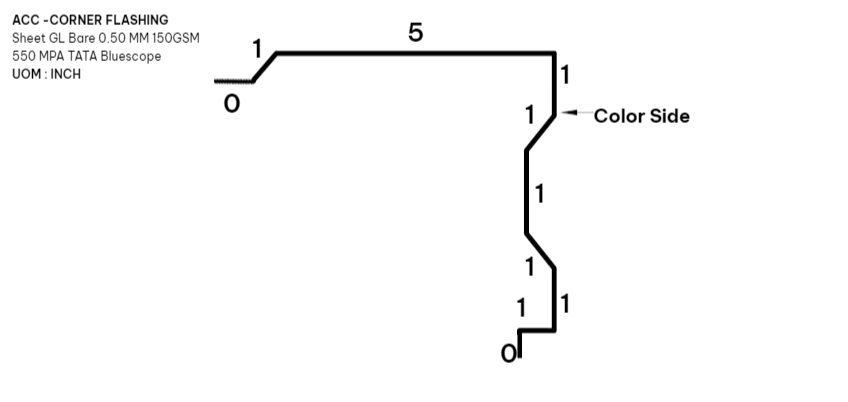 ACC -CORNER FLASHING
Sheet GL Bare 0.50 MM 150GSM
550 MPA TATA Bluescope
UOM : INCH
5
1
0
1
1
Color Side
1
1
1
1
0